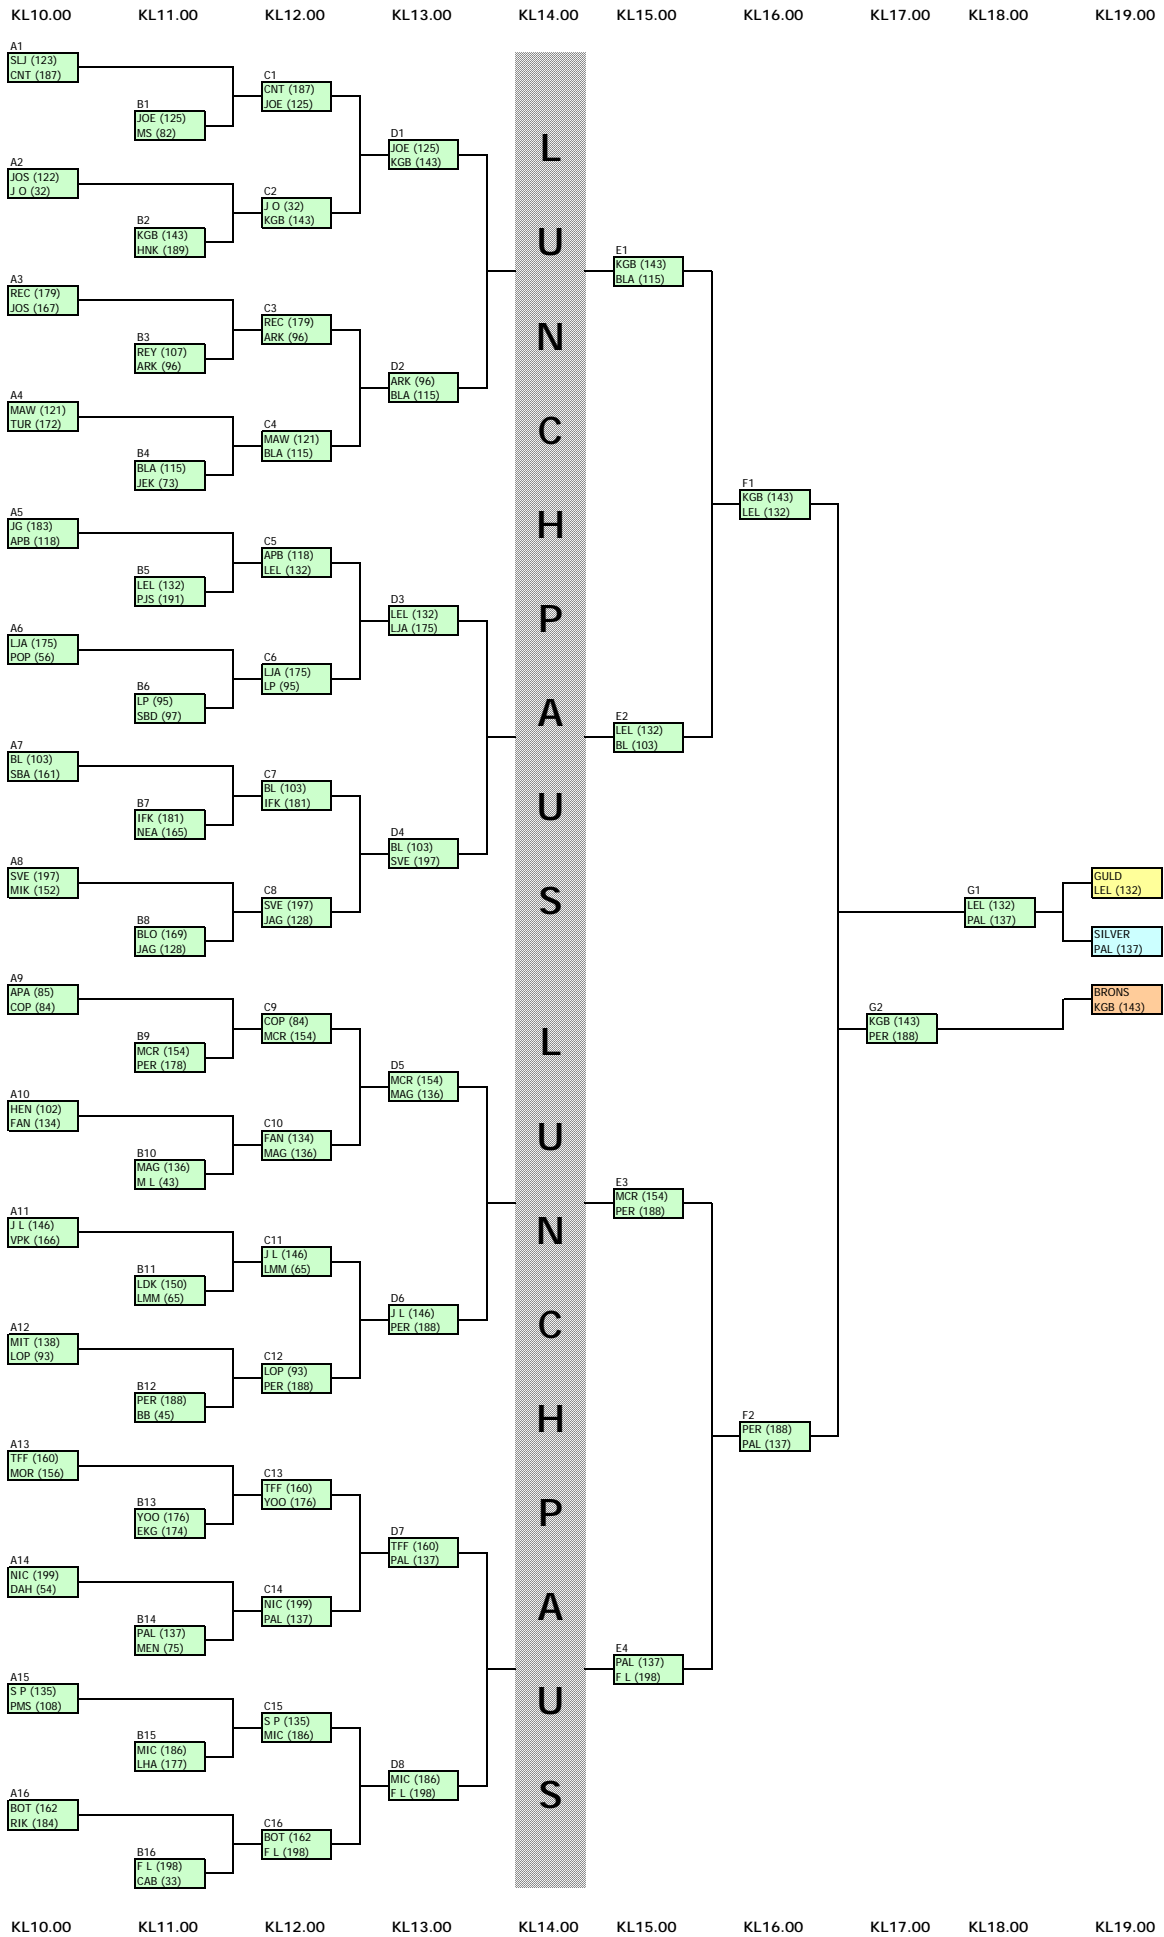 KL10.00 KL11.00 KL12.00 KL13.00 KL14.00 KL15.00 KL16.00 KL17.00 KL18.00 KL19.00
A1
SLJ (123)
CNT (187)
B1
JOE (125)
MS (82)
A2
JOS (122)
J O (32)
B2
KGB (143)
HNK (189)
A3
REC (179)
JOS (167)
B3
REY (107)
ARK (96)
A4
MAW (121)
TUR (172)
B4
BLA (115)
JEK (73)
A5
JG (183)
APB (118)
B5
LEL (132)
PJS (191)
A6
LJA (175)
POP (56)
B6
LP (95)
SBD (97)
A7
BL (103)
SBA (161)
B7
IFK (181)
NEA (165)
A8
SVE (197)
MIK (152)
B8
BLO (169)
JAG (128)
A9
APA (85)
COP (84)
B9
MCR (154)
PER (178)
A10
HEN (102)
FAN (134)
B10
MAG (136)
M L (43)
A11
J L (146)
VPK (166)
B11
LDK (150)
LMM (65)
A12
MIT (138)
LOP (93)
B12
PER (188)
BB (45)
A13
TFF (160)
MOR (156)
B13
YOO (176)
EKG (174)
A14
NIC (199)
DAH (54)
B14
PAL (137)
MEN (75)
A15
S P (135)
PMS (108)
B15
MIC (186)
LHA (177)
A16
BOT (162
RIK (184)
B16
F L (198)
CAB (33)
C1
CNT (187)
JOE (125)
C2
J O (32)
KGB (143)
C3
REC (179)
ARK (96)
C4
MAW (121)
BLA (115)
C5
APB (118)
LEL (132)
C6
LJA (175)
LP (95)
C7
BL (103)
IFK (181)
C8
SVE (197)
JAG (128)
C9
COP (84)
MCR (154)
C10
FAN (134)
MAG (136)
C11
J L (146)
LMM (65)
C12
LOP (93)
PER (188)
C13
TFF (160)
YOO (176)
C14
NIC (199)
PAL (137)
C15
S P (135)
MIC (186)
C16
BOT (162
F L (198)
D1
JOE (125)
KGB (143)
D2
ARK (96)
BLA (115)
D3
LEL (132)
LJA (175)
D4
BL (103)
SVE (197)
D5
MCR (154)
MAG (136)
D6
J L (146)
PER (188)
D7
TFF (160)
PAL (137)
D8
MIC (186)
F L (198)
L
U
N
C
H
P
A
U
S
L
U
N
C
H
P
A
U
S
E1
KGB (143)
BLA (115)
E2
LEL (132)
BL (103)
E3
MCR (154)
PER (188)
E4
PAL (137)
F L (198)
F1
KGB (143)
LEL (132)
F2
PER (188)
PAL (137)
G2
KGB (143)
PER (188)
G1
LEL (132)
PAL (137)
GULD
LEL (132)
SILVER
PAL (137)
BRONS
KGB (143)
KL10.00 KL11.00 KL12.00 KL13.00 KL14.00 KL15.00 KL16.00 KL17.00 KL18.00 KL19.00